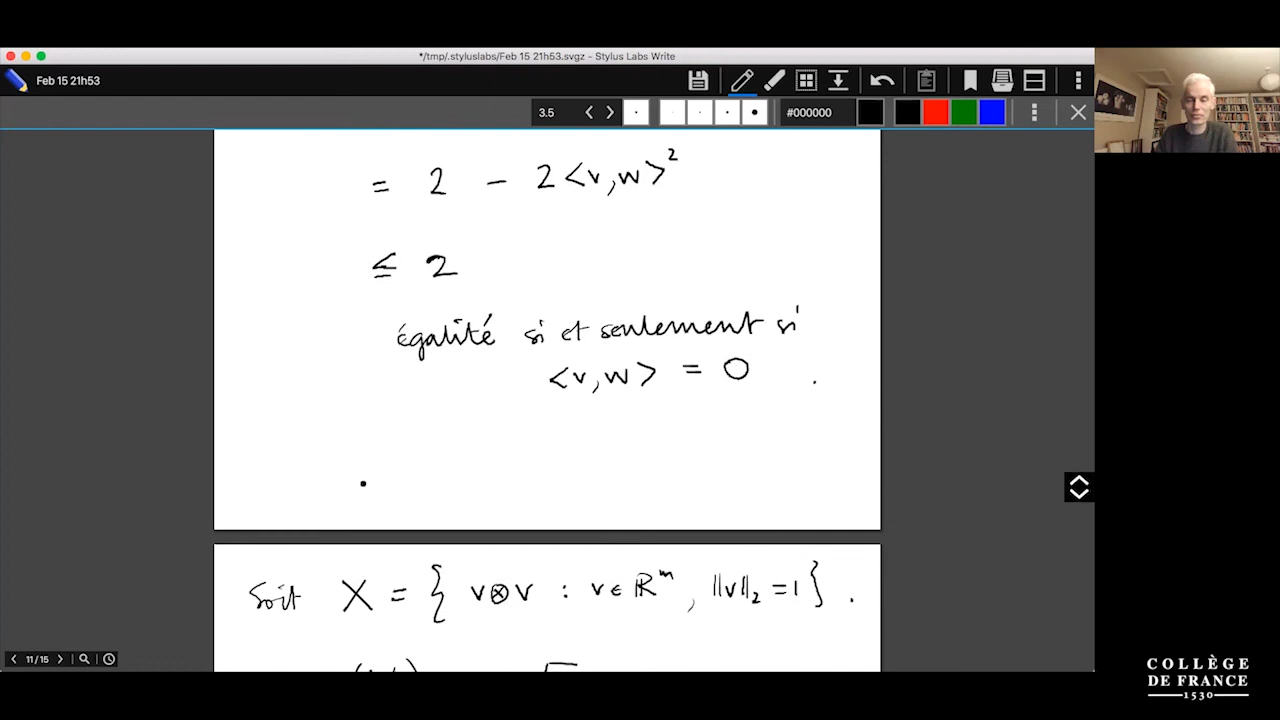 */tmp/.styluslabs/Feb 15 21h53.svgz - Stylus Labs Write
Feb 15 21h53
3.5
#000000
= 2 - 2<v,w>²
≤ 2
égalité si et seulement si
<v,w> = 0 .
Soit X = { v⊗v : v ∈ ℝⁿ, ||v||₂ = 1 } .
11/15
COLLÈGE
DE FRANCE
1530